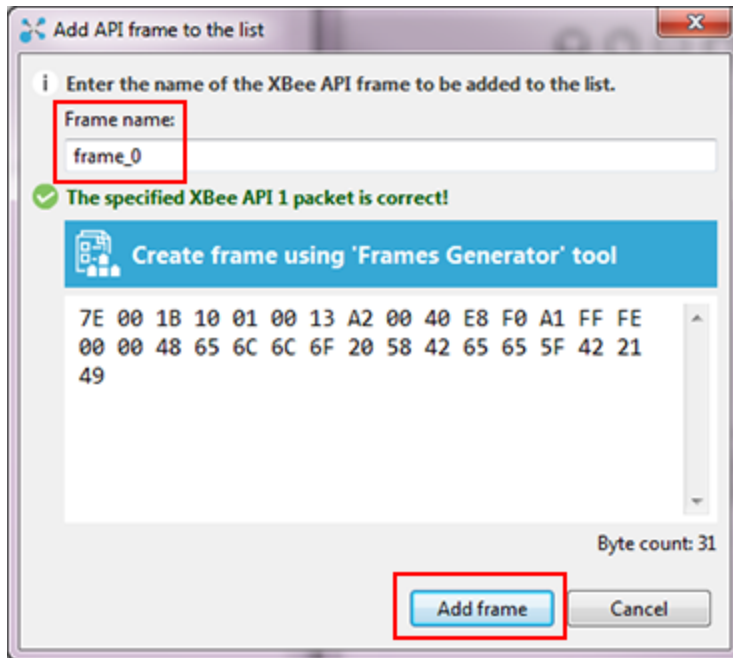 Add API frame to the list
i Enter the name of the XBee API frame to be added to the list.
Frame name:
frame_0
The specified XBee API 1 packet is correct!
Create frame using 'Frames Generator' tool
7E 00 1B 10 01 00 13 A2 00 40 E8 F0 A1 FF FE
00 00 48 65 6C 6C 6F 20 58 42 65 65 5F 42 21
49
Byte count: 31
Add frame
Cancel